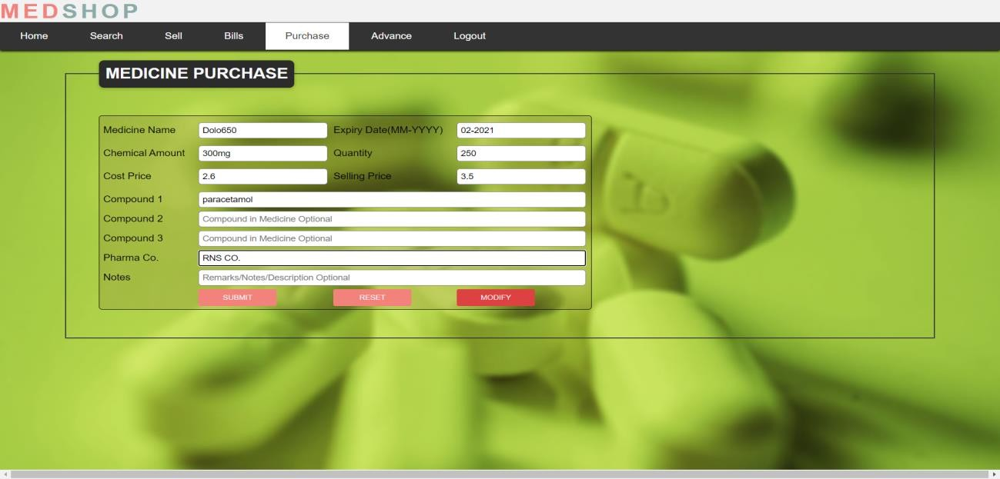 MEDSHOP
Home Search Sell Bills Purchase Advance Logout
MEDICINE PURCHASE
Medicine Name Dolo650 Expiry Date(MM-YYYY) 02-2021
Chemical Amount 300mg Quantity 250
Cost Price 2.6 Selling Price 3.5
Compound 1 paracetamol
Compound 2 Compound in Medicine Optional
Compound 3 Compound in Medicine Optional
Pharma Co. RNS CO.
Notes Remarks/Notes/Description Optional
SUBMIT RESET MODIFY